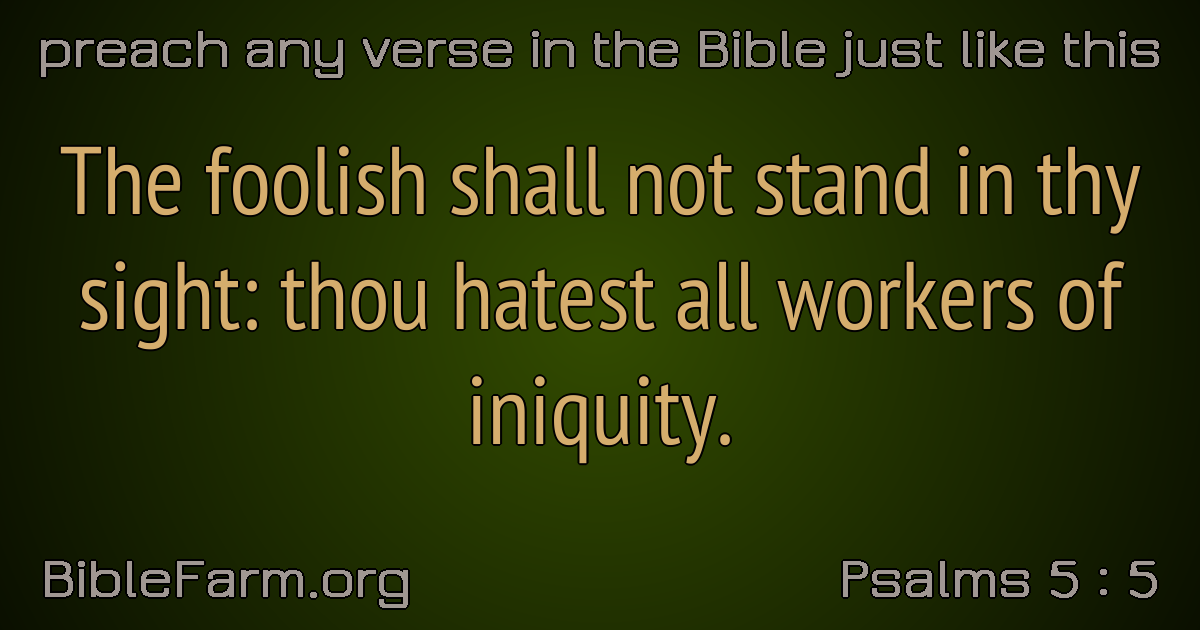 preach any verse in the Bible just like this
The foolish shall not stand in thy
sight: thou hatest all workers of
iniquity.
BibleFarm.org
Psalms 5 : 5